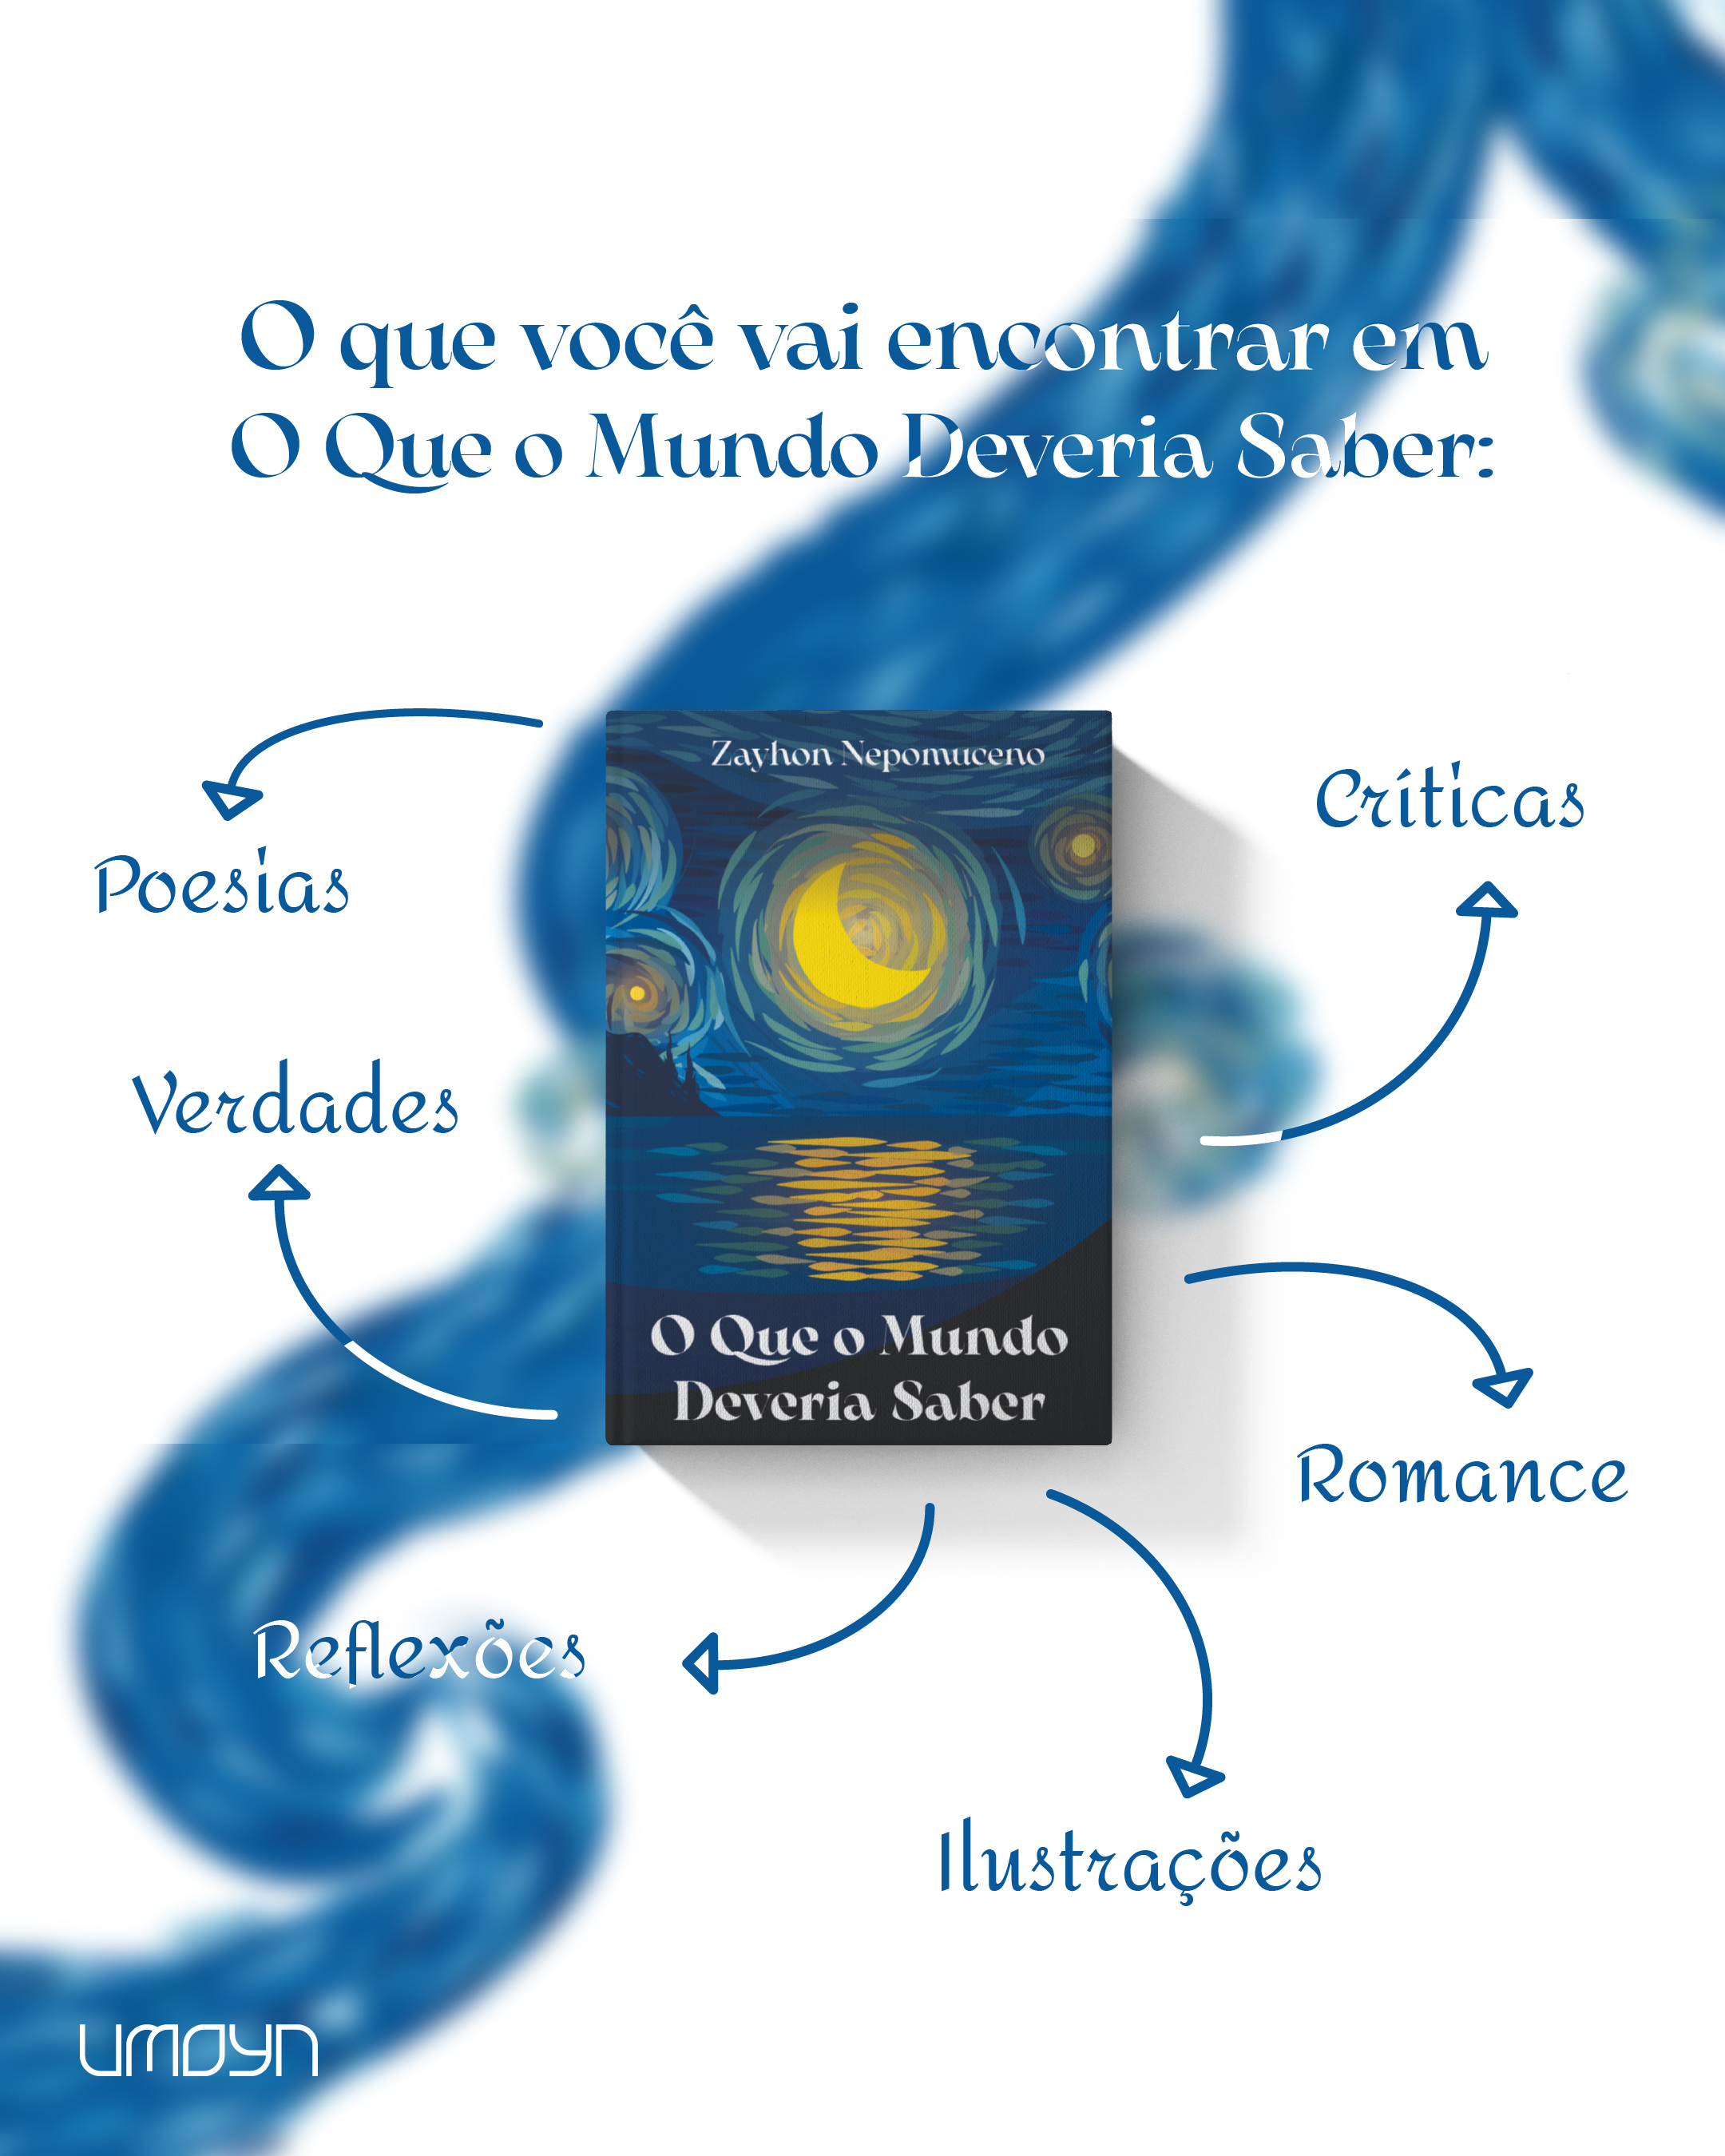 O que você vai encontrar em
O Que o Mundo Deveria Saber:
Zayhon Nepomuceno
O Que o Mundo
Deveria Saber
Poesias
Críticas
Verdades
Romance
Reflexões
Ilustrações
umoyn